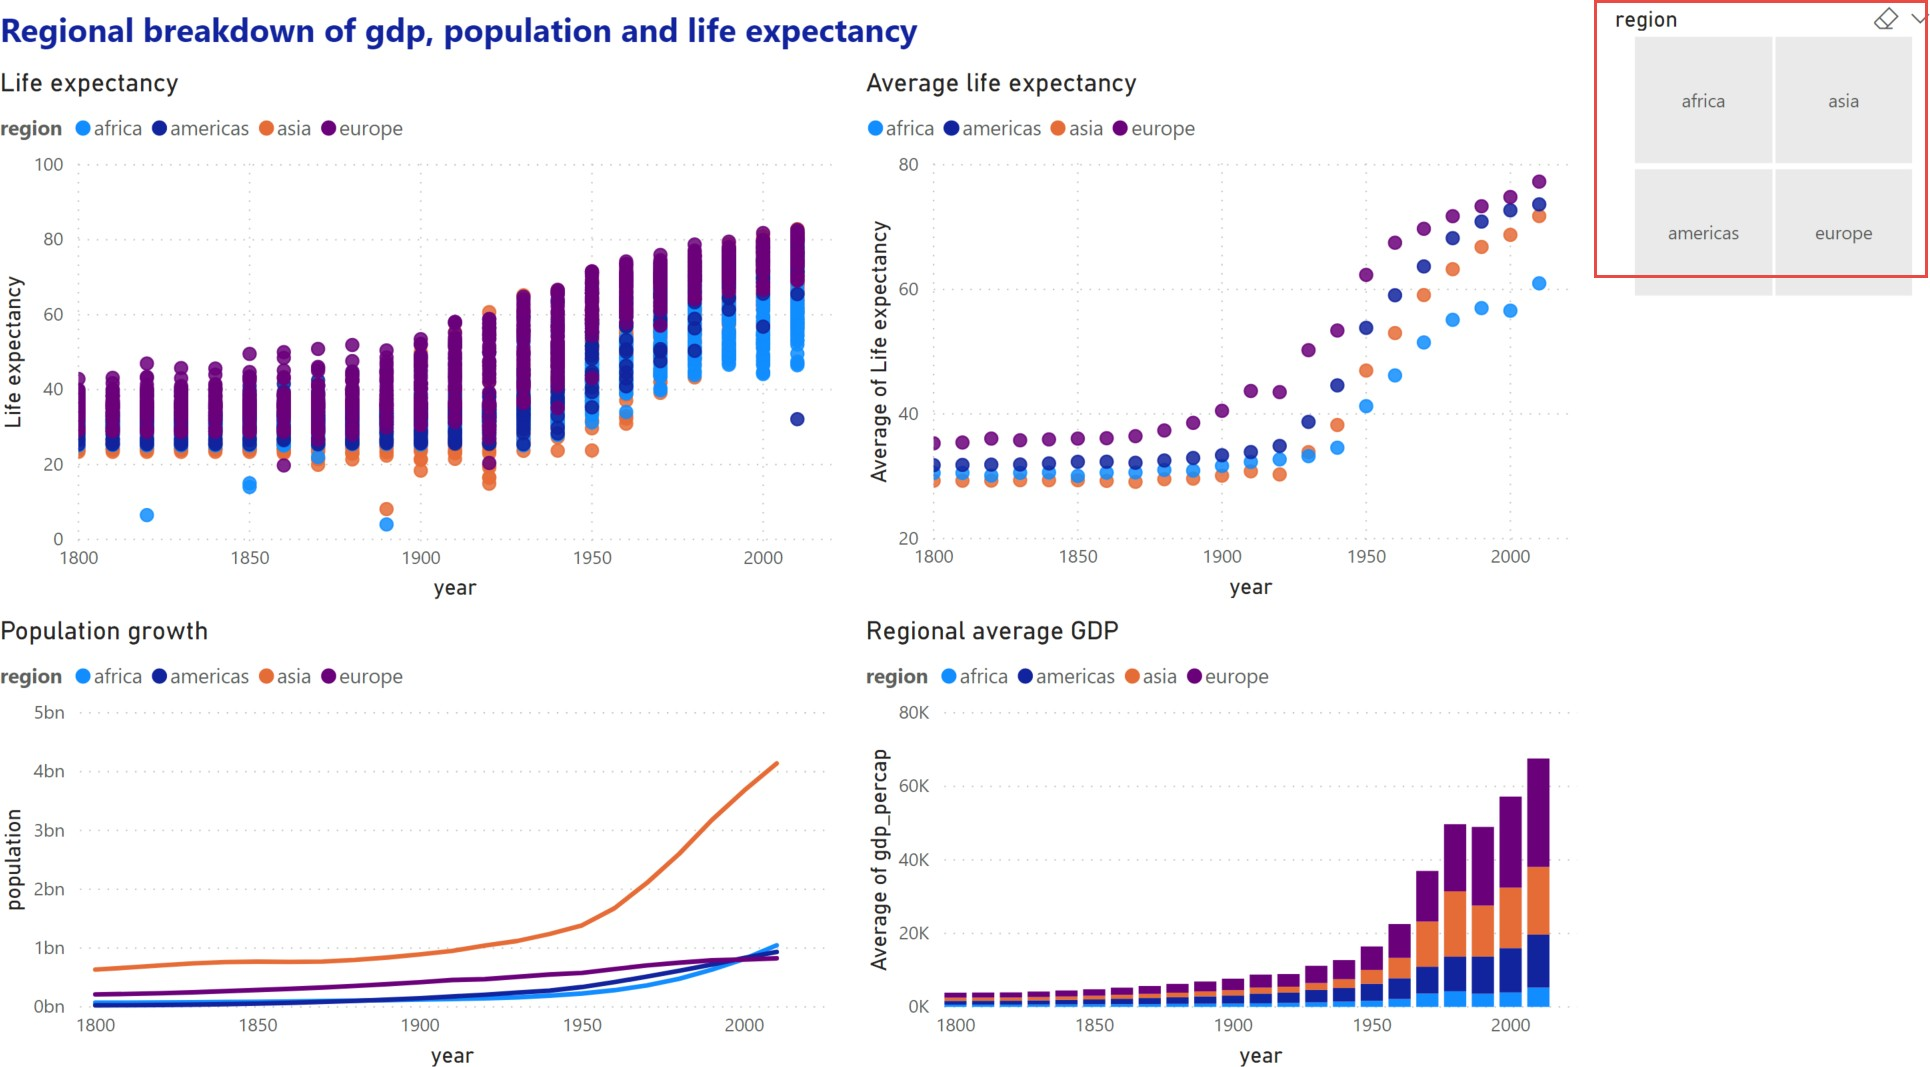 Regional breakdown of gdp, population and life expectancy
region
africa
asia
americas
europe
Life expectancy
region africa americas asia europe
100
80
60
40
20
0
Life expectancy
1800 1850 1900 1950 2000
year
Average life expectancy
africa americas asia europe
80
60
40
20
Average of Life expectancy
1800 1850 1900 1950 2000
year
Population growth
region africa americas asia europe
5bn
4bn
3bn
2bn
1bn
0bn
population
1800 1850 1900 1950 2000
year
Regional average GDP
region africa americas asia europe
80K
60K
40K
20K
0K
Average of gdp_percap
1800 1850 1900 1950 2000
year